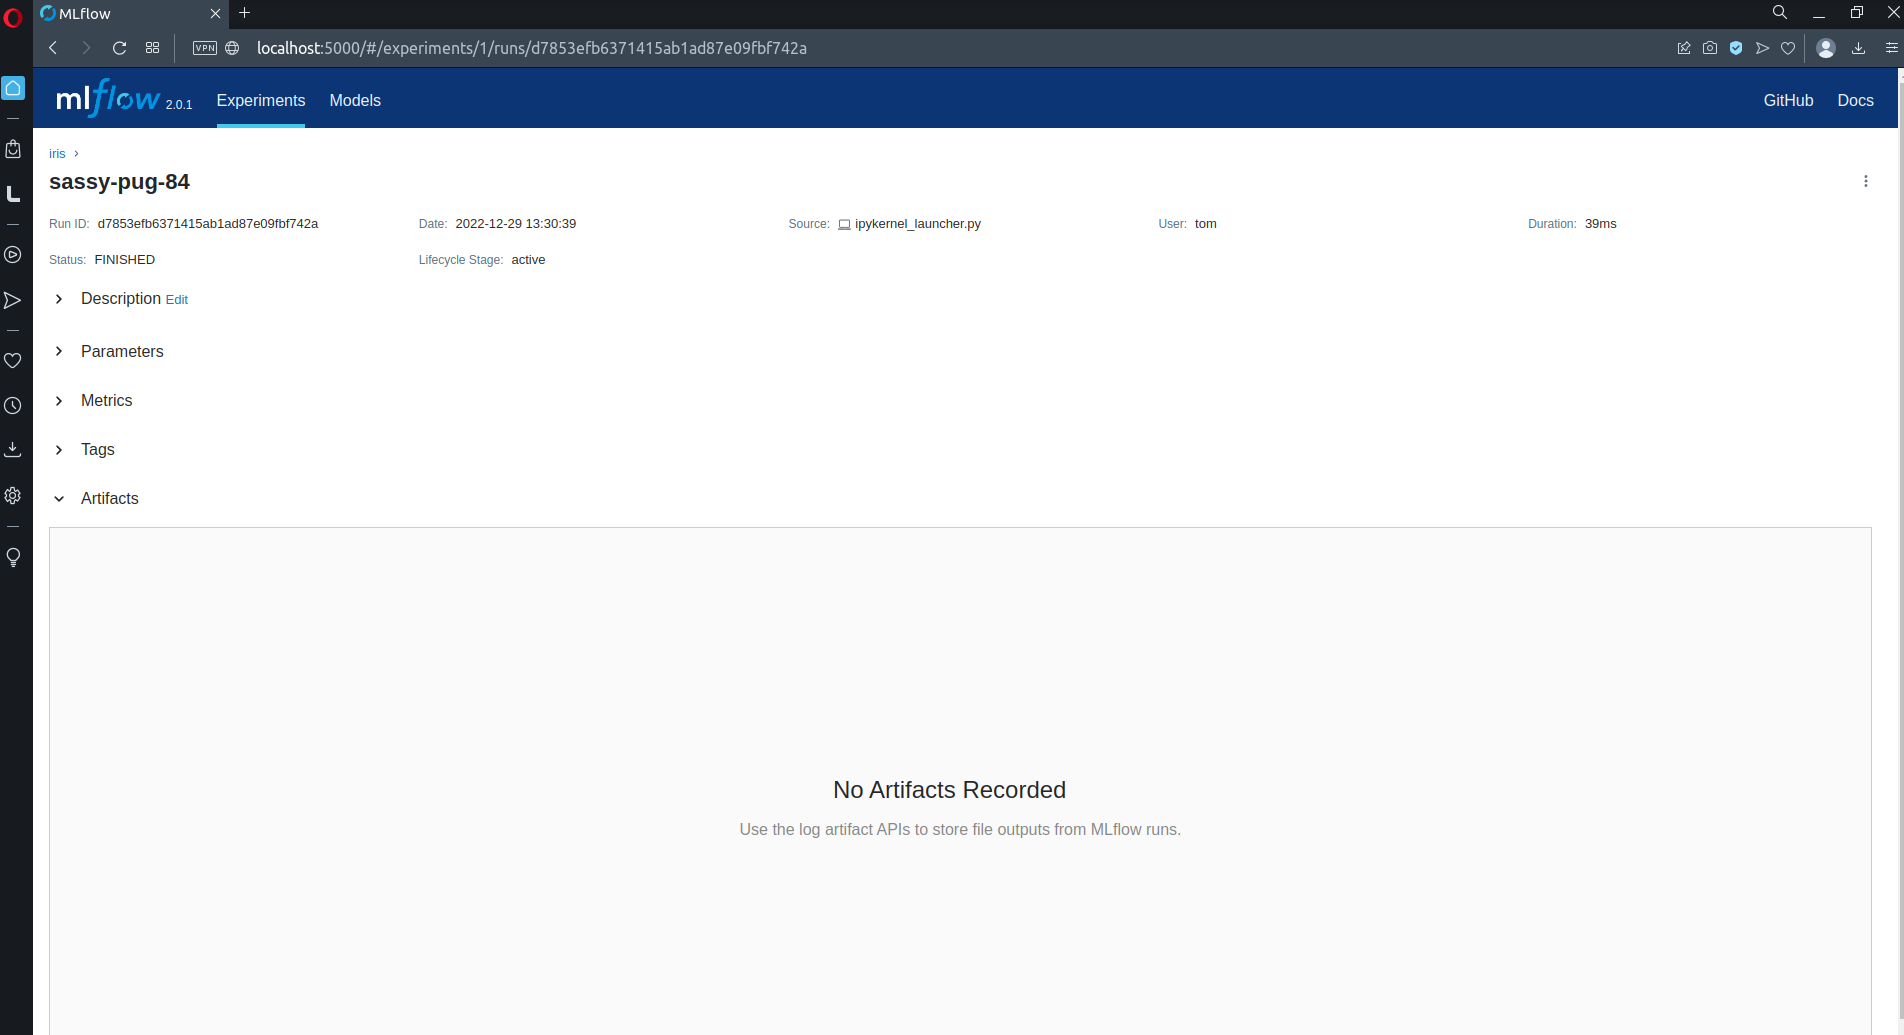 MLflow
VPN localhost:5000/#/experiments/1/runs/d7853efb6371415ab1ad87e09fbf742a
mlflow 2.0.1 Experiments Models GitHub Docs
iris
sassy-pug-84
Run ID: d7853efb6371415ab1ad87e09fbf742a Date: 2022-12-29 13:30:39 Source: ipykernel_launcher.py User: tom Duration: 39ms
Status: FINISHED Lifecycle Stage: active
Description Edit
Parameters
Metrics
Tags
Artifacts
No Artifacts Recorded
Use the log artifact APIs to store file outputs from MLflow runs.